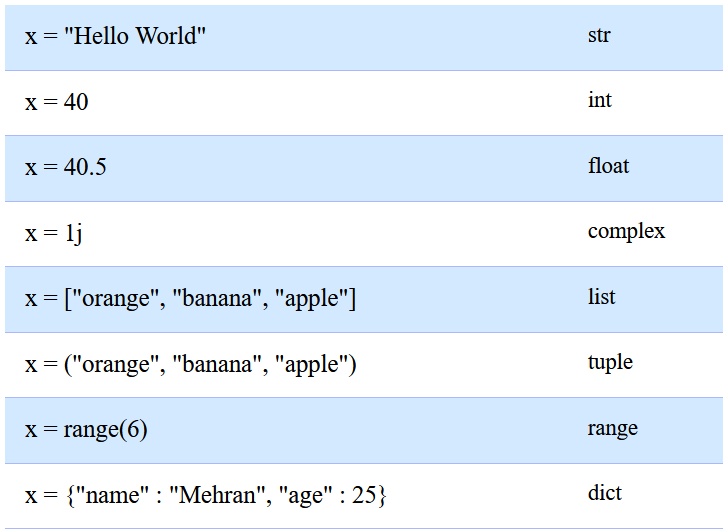 x = "Hello World" str
x = 40 int
x = 40.5 float
x = 1j complex
x = ["orange", "banana", "apple"] list
x = ("orange", "banana", "apple") tuple
x = range(6) range
x = {"name" : "Mehran", "age" : 25} dict